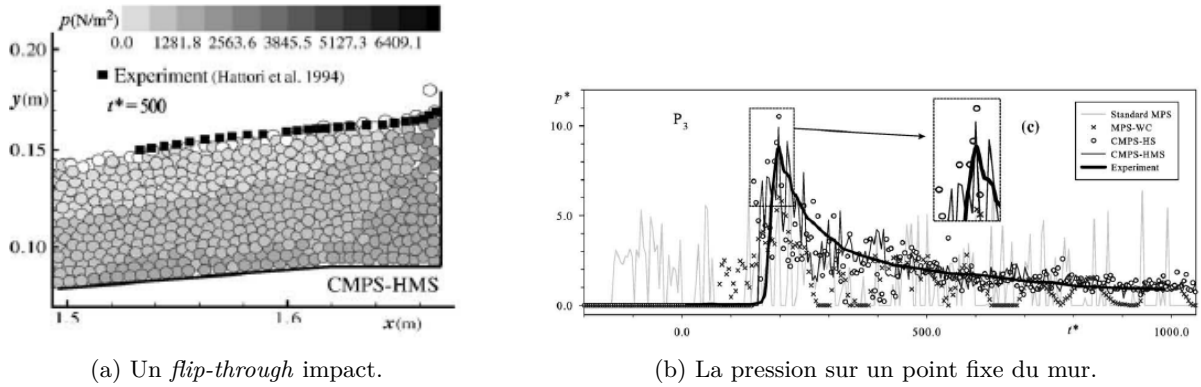 p(N/m²)
0.0 1281.8 2563.6 3845.5 5127.3 6409.1
0.20
■ Experiment (Hattori et al. 1994)
y(m)
t*=500
0.15
0.10
CMPS-HMS
1.5 1.6
x(m)
(a) Un flip-through impact.
p*
P₃
(c)
Standard MPS
MPS-WC
CMPS-HS
CMPS-HMS
Experiment
10.0
5.0
0.0
0.0 500.0 t* 1000.0
(b) La pression sur un point fixe du mur.